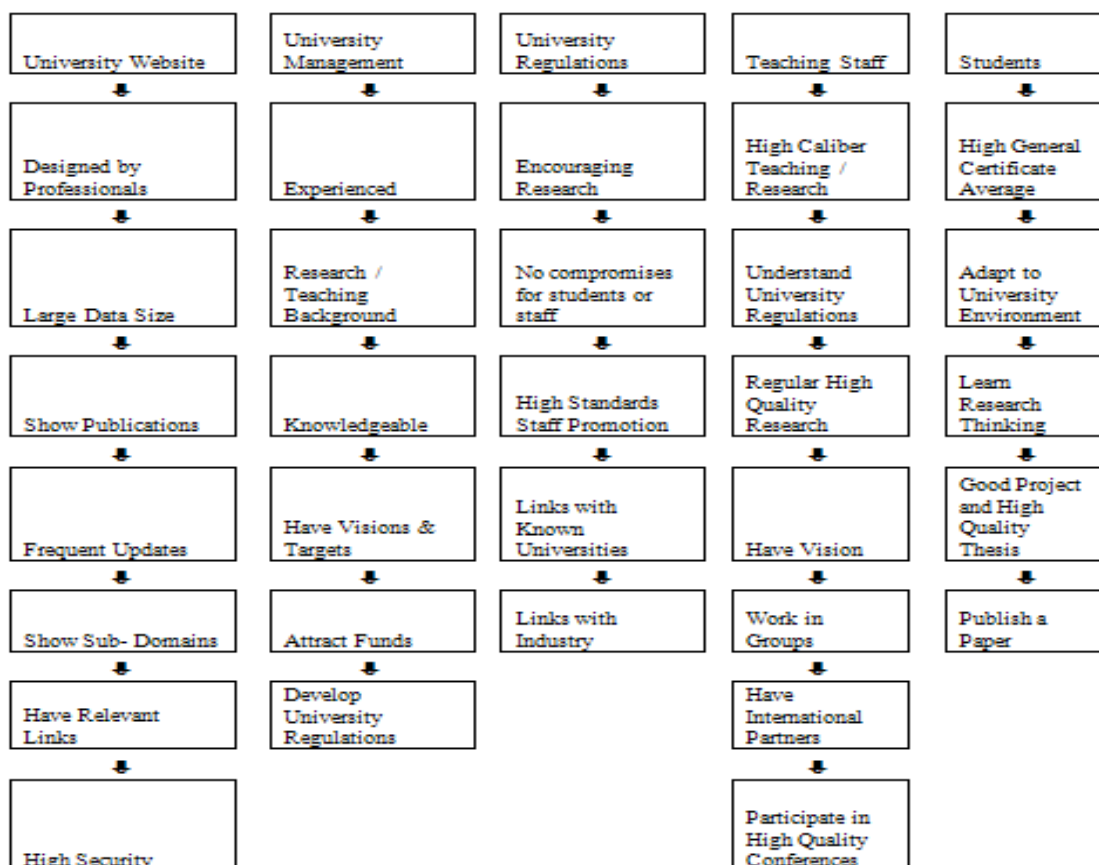 University Website
University
Management
University
Regulations
Teaching Staff
Students
Designed by
Professionals
Experienced
Encouraging
Research
High Caliber
Teaching /
Research
High General
Certificate
Average
Large Data Size
Research /
Teaching
Background
No compromises
for students or
staff
Understand
University
Regulations
Adapt to
University
Environment
Show Publications
Knowledgeable
High Standards
Staff Promotion
Regular High
Quality
Research
Learn
Research
Thinking
Frequent Updates
Have Visions &
Targets
Links with
Known
Universities
Have Vision
Good Project
and High
Quality
Thesis
Show Sub- Domains
Attract Funds
Links with
Industry
Work in
Groups
Publish a
Paper
Have Relevant
Links
Develop
University
Regulations
Have
International
Partners
High Security
Participate in
High Quality
Conferences